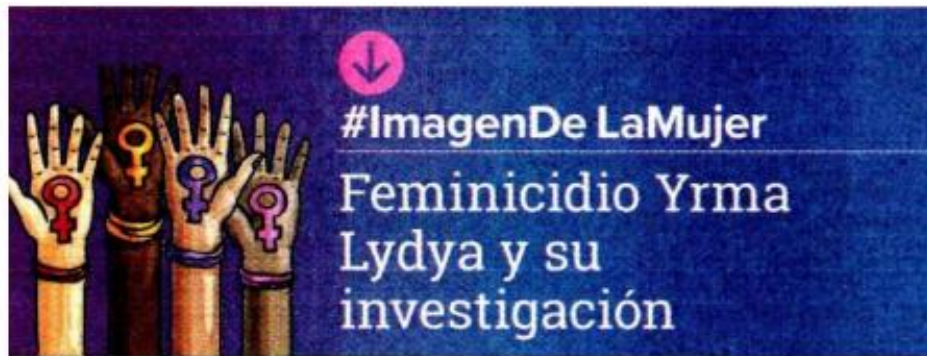 #ImagenDe LaMujer
Feminicidio Yrma
Lydya y su
investigación